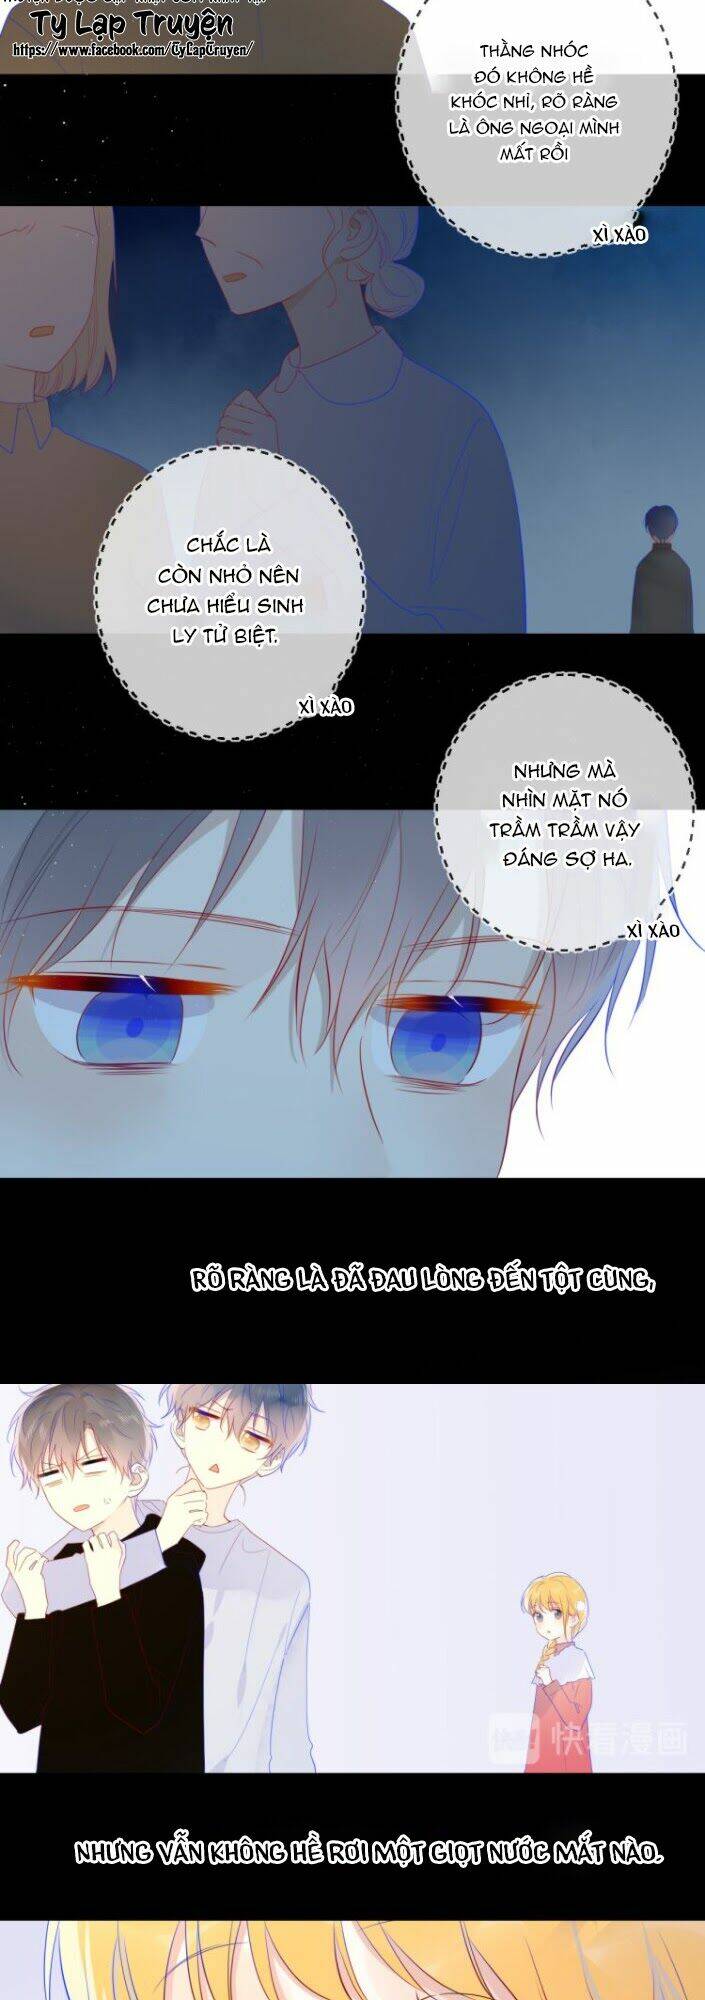 Tỷ Lạp Truyện
https://www.facebook.com/TyLapTruyen/
THẰNG NHÓC
ĐÓ KHÔNG HỀ
KHÓC NHỈ, RÕ RÀNG
LÀ ÔNG NGOẠI MÌNH
MẤT RỒI
XÌ XÀO
CHẮC LÀ
CÒN NHỎ NÊN
CHƯA HIỂU SINH
LY TỬ BIỆT.
XÌ XÀO
NHƯNG MÀ
NHÌN MẶT NÓ
TRẦM TRẦM VẬY
ĐÁNG SỢ HA.
XÌ XÀO
RÕ RÀNG LÀ ĐÃ ĐAU LÒNG ĐẾN TỘT CÙNG,
快看漫画
NHƯNG VẪN KHÔNG HỀ RƠI MỘT GIỌT NƯỚC MẮT NÀO.